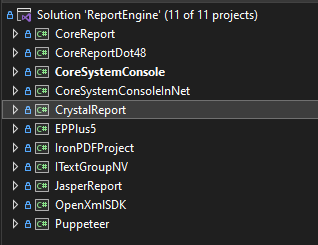 Solution 'ReportEngine' (11 of 11 projects)
C# CoreReport
C# CoreReportDot48
C# CoreSystemConsole
C# CoreSystemConsoleInNet
C# CrystalReport
C# EPPlus5
C# IronPDFProject
C# ITextGroupNV
C# JasperReport
C# OpenXmlSDK
C# Puppeteer